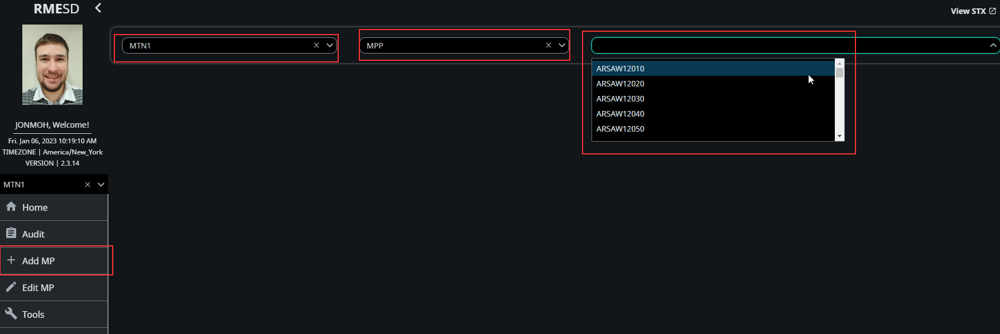 RMESD
View STX
MTN1
MPP
ARSAW12010
ARSAW12020
ARSAW12030
ARSAW12040
ARSAW12050
JONMOH, Welcome!
Fri. Jan 06, 2023 10:19:10 AM
TIMEZONE | America/New_York
VERSION | 2.3.14
MTN1
Home
Audit
Add MP
Edit MP
Tools